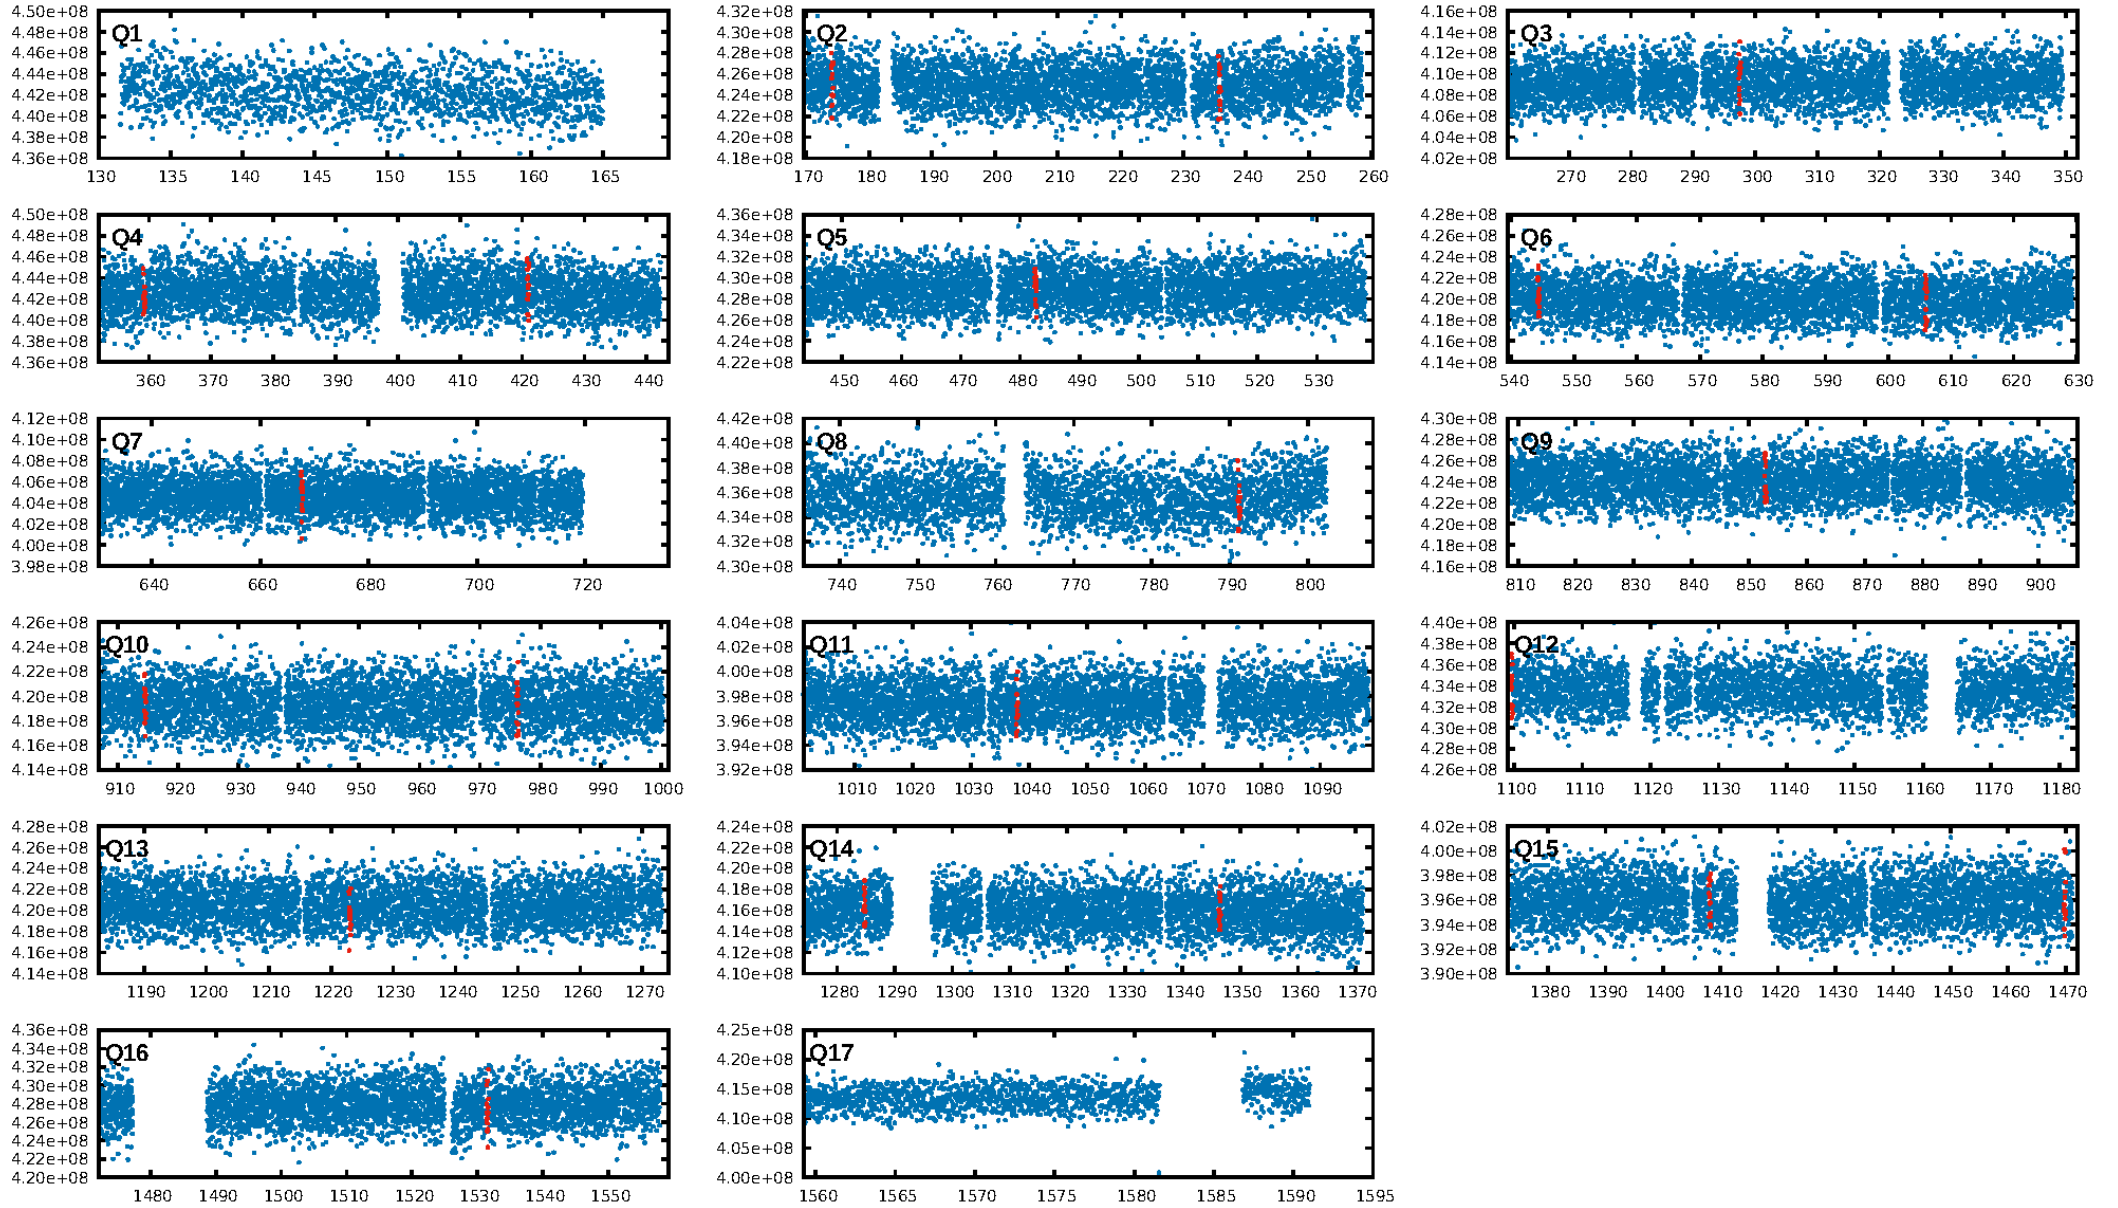 4.50e+08 4.48e+08 4.46e+08 4.44e+08 4.42e+08 4.40e+08 4.38e+08 4.36e+08
Q1
130 135 140 145 150 155 160 165
4.32e+08 4.30e+08 4.28e+08 4.26e+08 4.24e+08 4.22e+08 4.20e+08 4.18e+08
Q2
170 180 190 200 210 220 230 240 250 260
4.16e+08 4.14e+08 4.12e+08 4.10e+08 4.08e+08 4.06e+08 4.04e+08 4.02e+08
Q3
270 280 290 300 310 320 330 340 350
4.50e+08 4.48e+08 4.46e+08 4.44e+08 4.42e+08 4.40e+08 4.38e+08 4.36e+08
Q4
360 370 380 390 400 410 420 430 440
4.36e+08 4.34e+08 4.32e+08 4.30e+08 4.28e+08 4.26e+08 4.24e+08 4.22e+08
Q5
450 460 470 480 490 500 510 520 530
4.28e+08 4.26e+08 4.24e+08 4.22e+08 4.20e+08 4.18e+08 4.16e+08 4.14e+08
Q6
540 550 560 570 580 590 600 610 620 630
4.12e+08 4.10e+08 4.08e+08 4.06e+08 4.04e+08 4.02e+08 4.00e+08 3.98e+08
Q7
640 660 680 700 720
4.42e+08 4.40e+08 4.38e+08 4.36e+08 4.34e+08 4.32e+08 4.30e+08
Q8
740 750 760 770 780 790 800
4.30e+08 4.28e+08 4.26e+08 4.24e+08 4.22e+08 4.20e+08 4.18e+08 4.16e+08
Q9
810 820 830 840 850 860 870 880 890 900
4.26e+08 4.24e+08 4.22e+08 4.20e+08 4.18e+08 4.16e+08 4.14e+08
Q10
910 920 930 940 950 960 970 980 990 1000
4.04e+08 4.02e+08 4.00e+08 3.98e+08 3.96e+08 3.94e+08 3.92e+08
Q11
1010 1020 1030 1040 1050 1060 1070 1080 1090
4.40e+08 4.38e+08 4.36e+08 4.34e+08 4.32e+08 4.30e+08 4.28e+08 4.26e+08
Q12
1100 1110 1120 1130 1140 1150 1160 1170 1180
4.28e+08 4.26e+08 4.24e+08 4.22e+08 4.20e+08 4.18e+08 4.16e+08 4.14e+08
Q13
1190 1200 1210 1220 1230 1240 1250 1260 1270
4.24e+08 4.22e+08 4.20e+08 4.18e+08 4.16e+08 4.14e+08 4.12e+08 4.10e+08
Q14
1280 1290 1300 1310 1320 1330 1340 1350 1360 1370
4.02e+08 4.00e+08 3.98e+08 3.96e+08 3.94e+08 3.92e+08 3.90e+08
Q15
1380 1390 1400 1410 1420 1430 1440 1450 1460 1470
4.36e+08 4.34e+08 4.32e+08 4.30e+08 4.28e+08 4.26e+08 4.24e+08 4.22e+08 4.20e+08
Q16
1480 1490 1500 1510 1520 1530 1540 1550
4.25e+08 4.20e+08 4.15e+08 4.10e+08 4.05e+08 4.00e+08
Q17
1560 1565 1570 1575 1580 1585 1590 1595